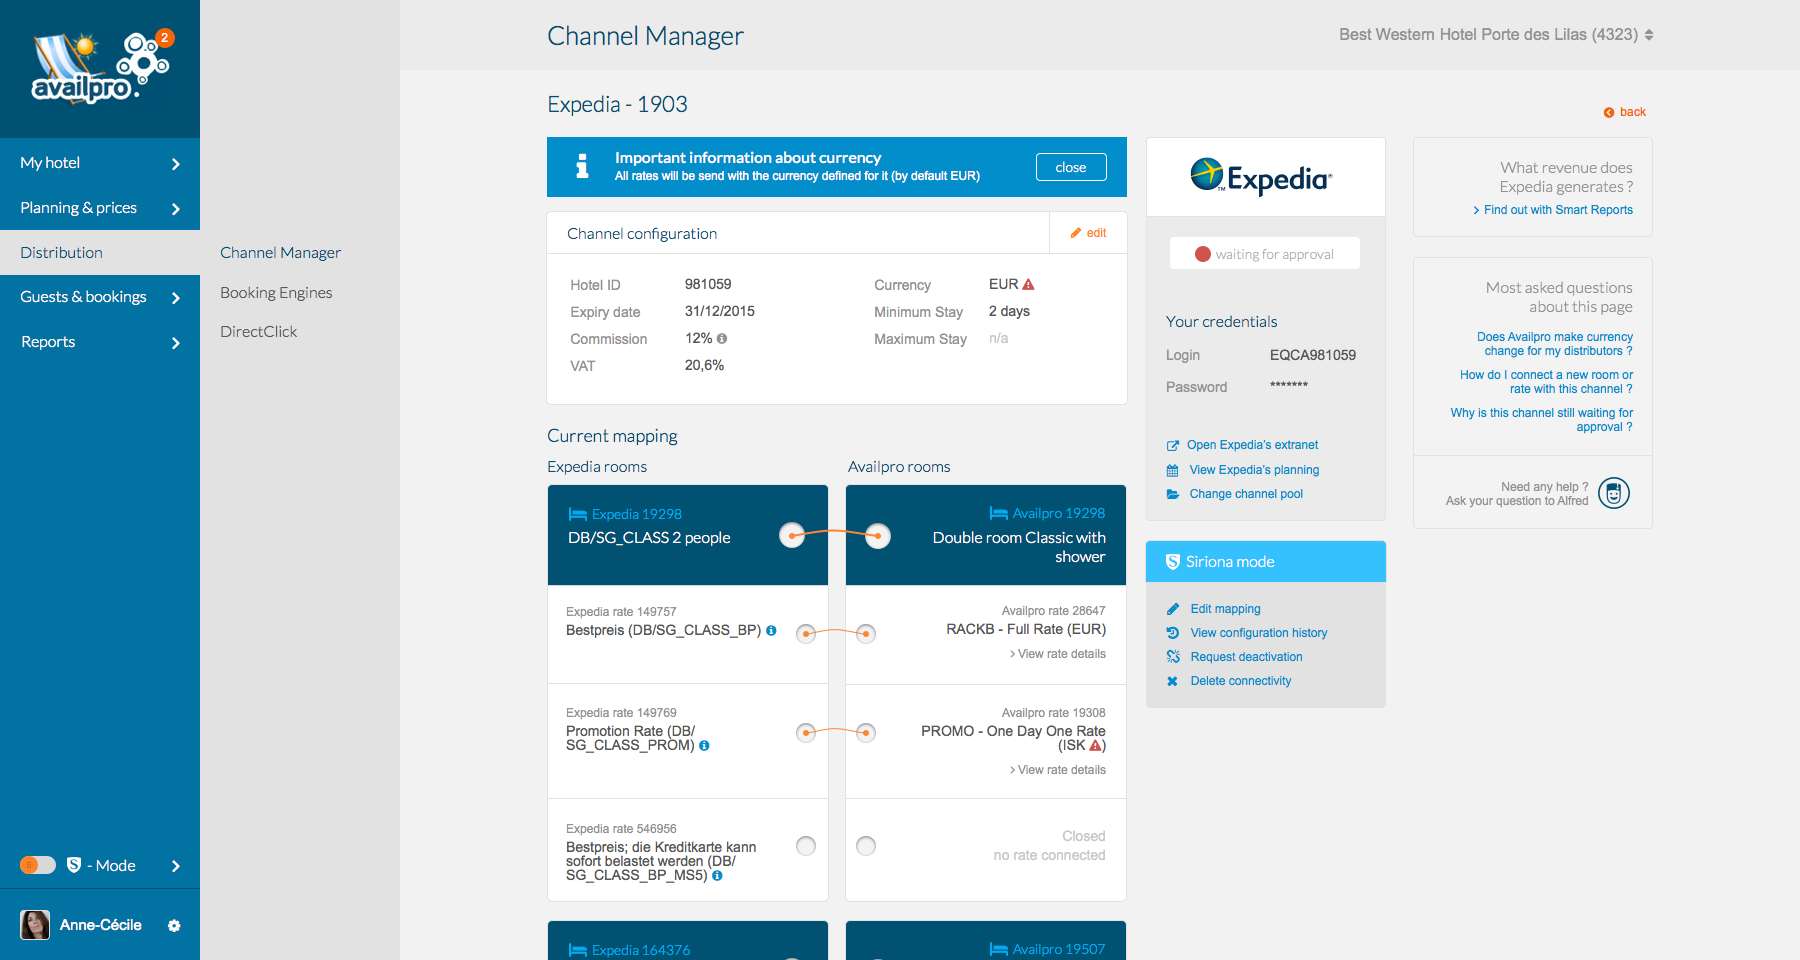 2
availpro
My hotel
Planning & prices
Distribution
Guests & bookings
Reports
- Mode
Anne-Cécile
Channel Manager
Booking Engines
DirectClick
Channel Manager
Best Western Hotel Porte des Lilas (4323)
Expedia - 1903
back
Important information about currency
All rates will be send with the currency defined for it (by default EUR)
close
Channel configuration
edit
Hotel ID 981059
Expiry date 31/12/2015
Commission 12%
VAT 20,6%
Currency EUR
Minimum Stay 2 days
Maximum Stay n/a
Current mapping
Expedia rooms
Availpro rooms
Expedia 19298
DB/SG_CLASS 2 people
Availpro 19298
Double room Classic with
shower
Expedia rate 149757
Bestpreis (DB/SG_CLASS_BP)
Availpro rate 28647
RACKB - Full Rate (EUR)
View rate details
Expedia rate 149769
Promotion Rate (DB/
SG_CLASS_PROM)
Availpro rate 19308
PROMO - One Day One Rate
(ISK )
View rate details
Expedia rate 546956
Bestpreis; die Kreditkarte kann
sofort belastet werden (DB/
SG_CLASS_BP_MS5)
Closed
no rate connected
Expedia 164376
Availpro 19507
™Expedia®
waiting for approval
Your credentials
Login EQCA981059
Password *******
Open Expedia's extranet
View Expedia's planning
Change channel pool
Siriona mode
Edit mapping
View configuration history
Request deactivation
Delete connectivity
What revenue does
Expedia generates ?
Find out with Smart Reports
Most asked questions
about this page
Does Availpro make currency
change for my distributors ?
How do I connect a new room or
rate with this channel ?
Why is this channel still waiting for
approval ?
Need any help ?
Ask your question to Alfred